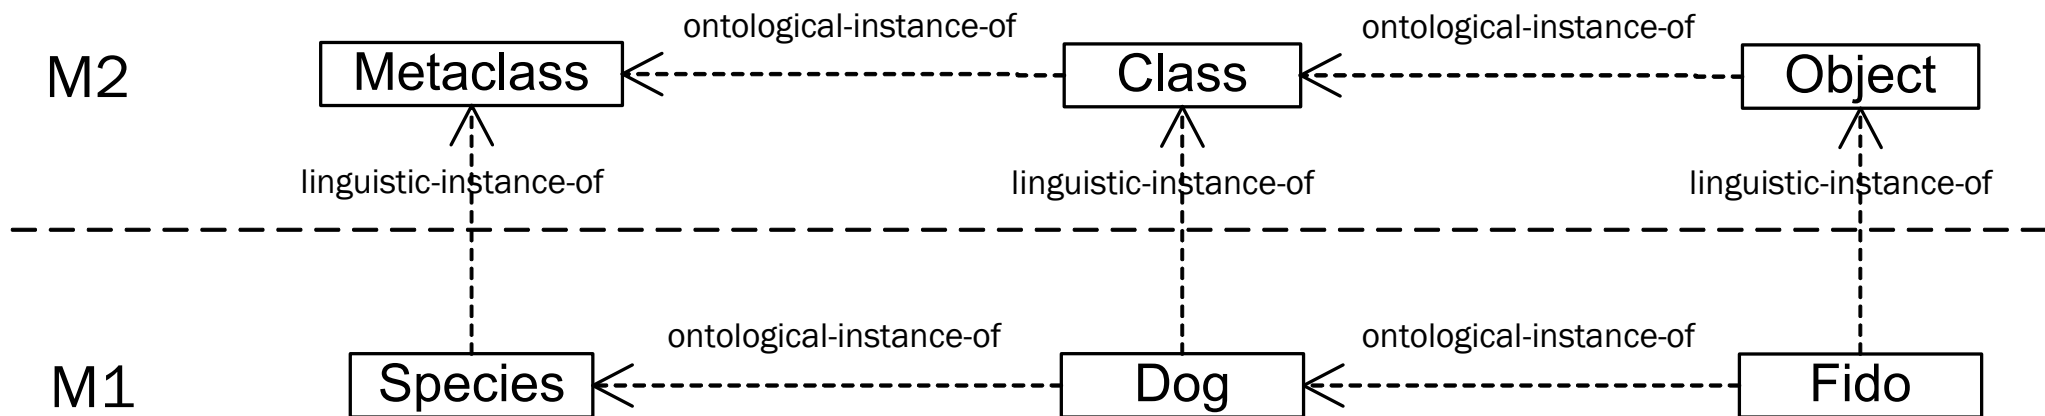 ontological-instance-of ontological-instance-of
M2 Metaclass Class Object
linguistic-instance-of linguistic-instance-of linguistic-instance-of
ontological-instance-of ontological-instance-of
M1 Species Dog Fido